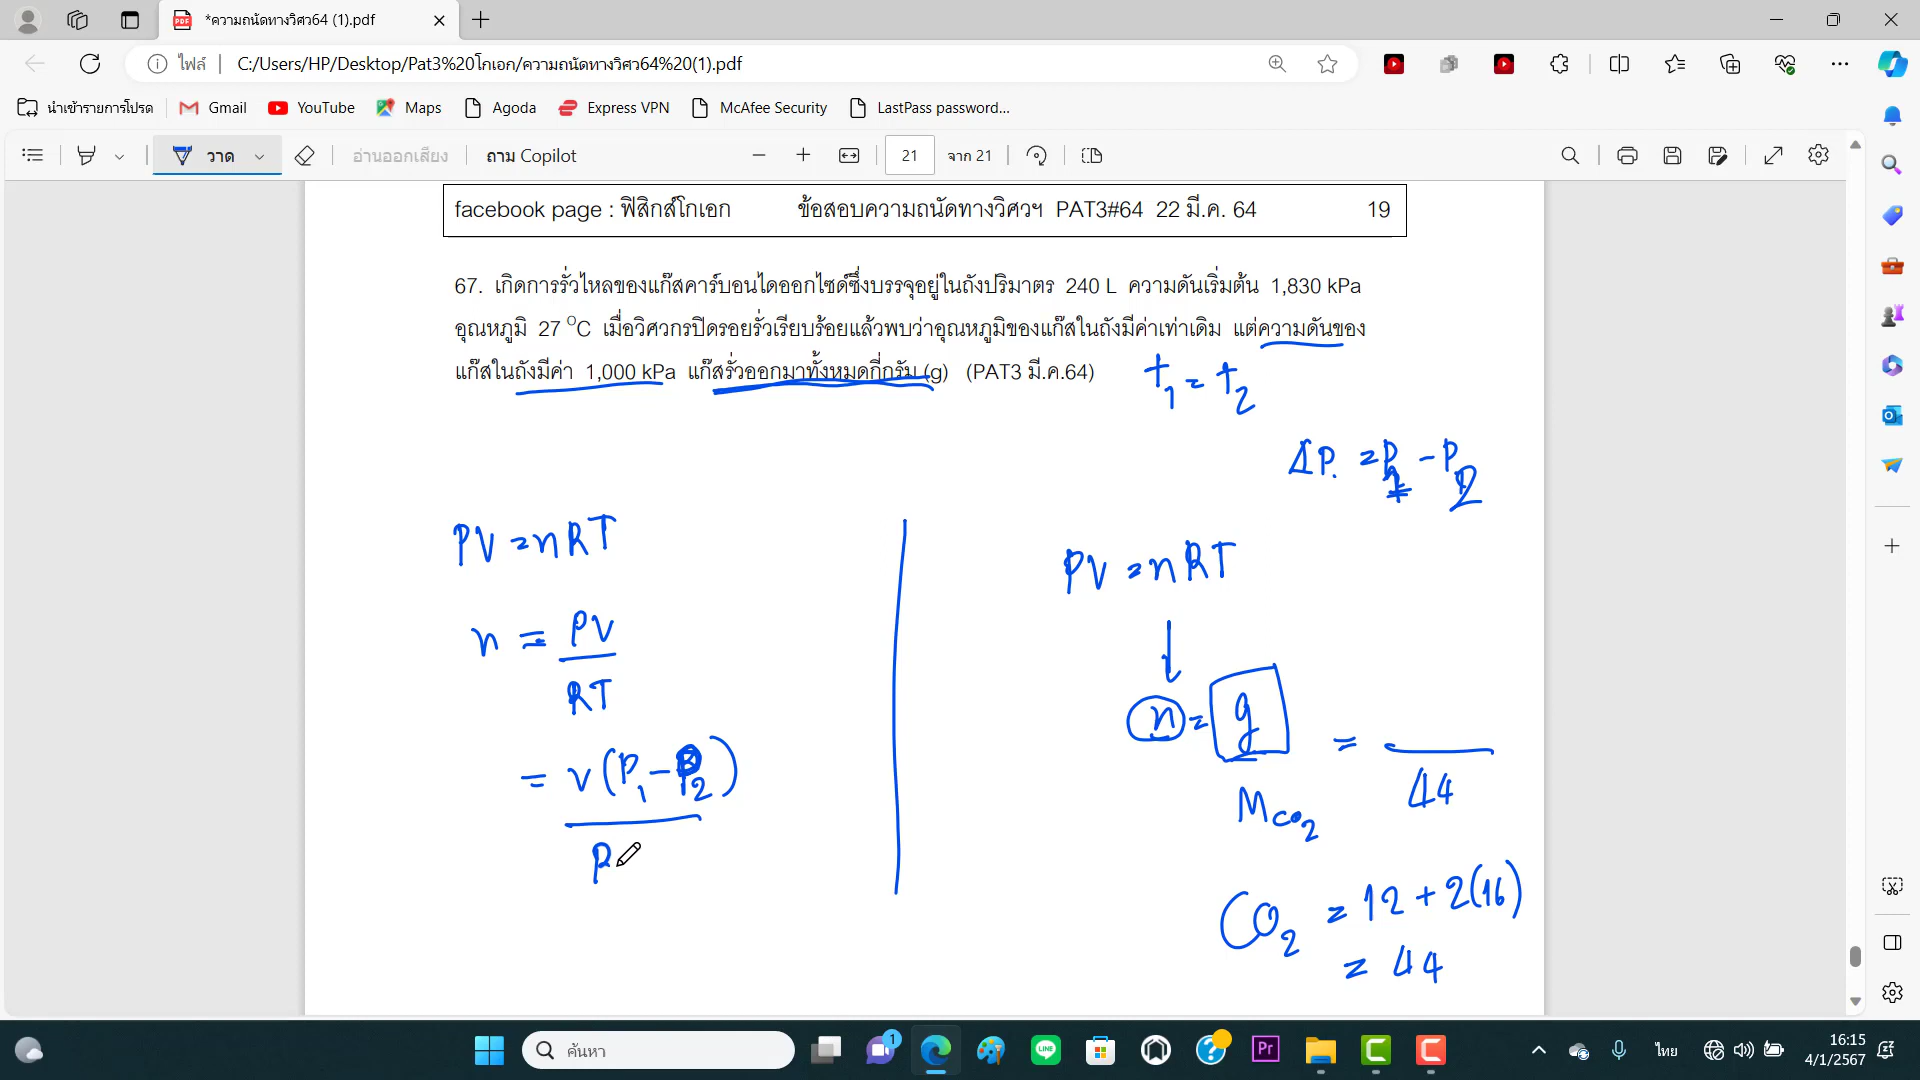 *ความถนัดทางวิศว64 (1).pdf
ไฟล์ C:/Users/HP/Desktop/Pat3%20โกเอก/ความถนัดทางวิศว64%20(1).pdf
นำเข้ารายการโปรด Gmail YouTube Maps Agoda Express VPN McAfee Security LastPass password...
วาด อ่านออกเสียง ถาม Copilot 21 จาก 21
facebook page : ฟิสิกส์โกเอก ข้อสอบความถนัดทางวิศวฯ PAT3#64 22 มี.ค. 64 19
67. เกิดการรั่วไหลของแก๊สคาร์บอนไดออกไซด์ซึ่งบรรจุอยู่ในถังปริมาตร 240 L ความดันเริ่มต้น 1,830 kPa
อุณหภูมิ 27 °C เมื่อวิศวกรปิดรอยรั่วเรียบร้อยแล้วพบว่าอุณหภูมิของแก๊สในถังมีค่าเท่าเดิม แต่ความดันของ
แก๊สในถังมีค่า 1,000 kPa แก๊สรั่วออกมาทั้งหมดกี่กรัม (g) (PAT3 มี.ค.64)
t₁ = t₂
ΔP = P₁ - P₂
PV = nRT
n = PV
RT
= v(P₁ - P₂)
R
PV = nRT
n = g
M CO₂
= 44
CO₂ = 12 + 2(16)
= 44
ค้นหา
1
Pr
ไทย
16:15
4/1/2567